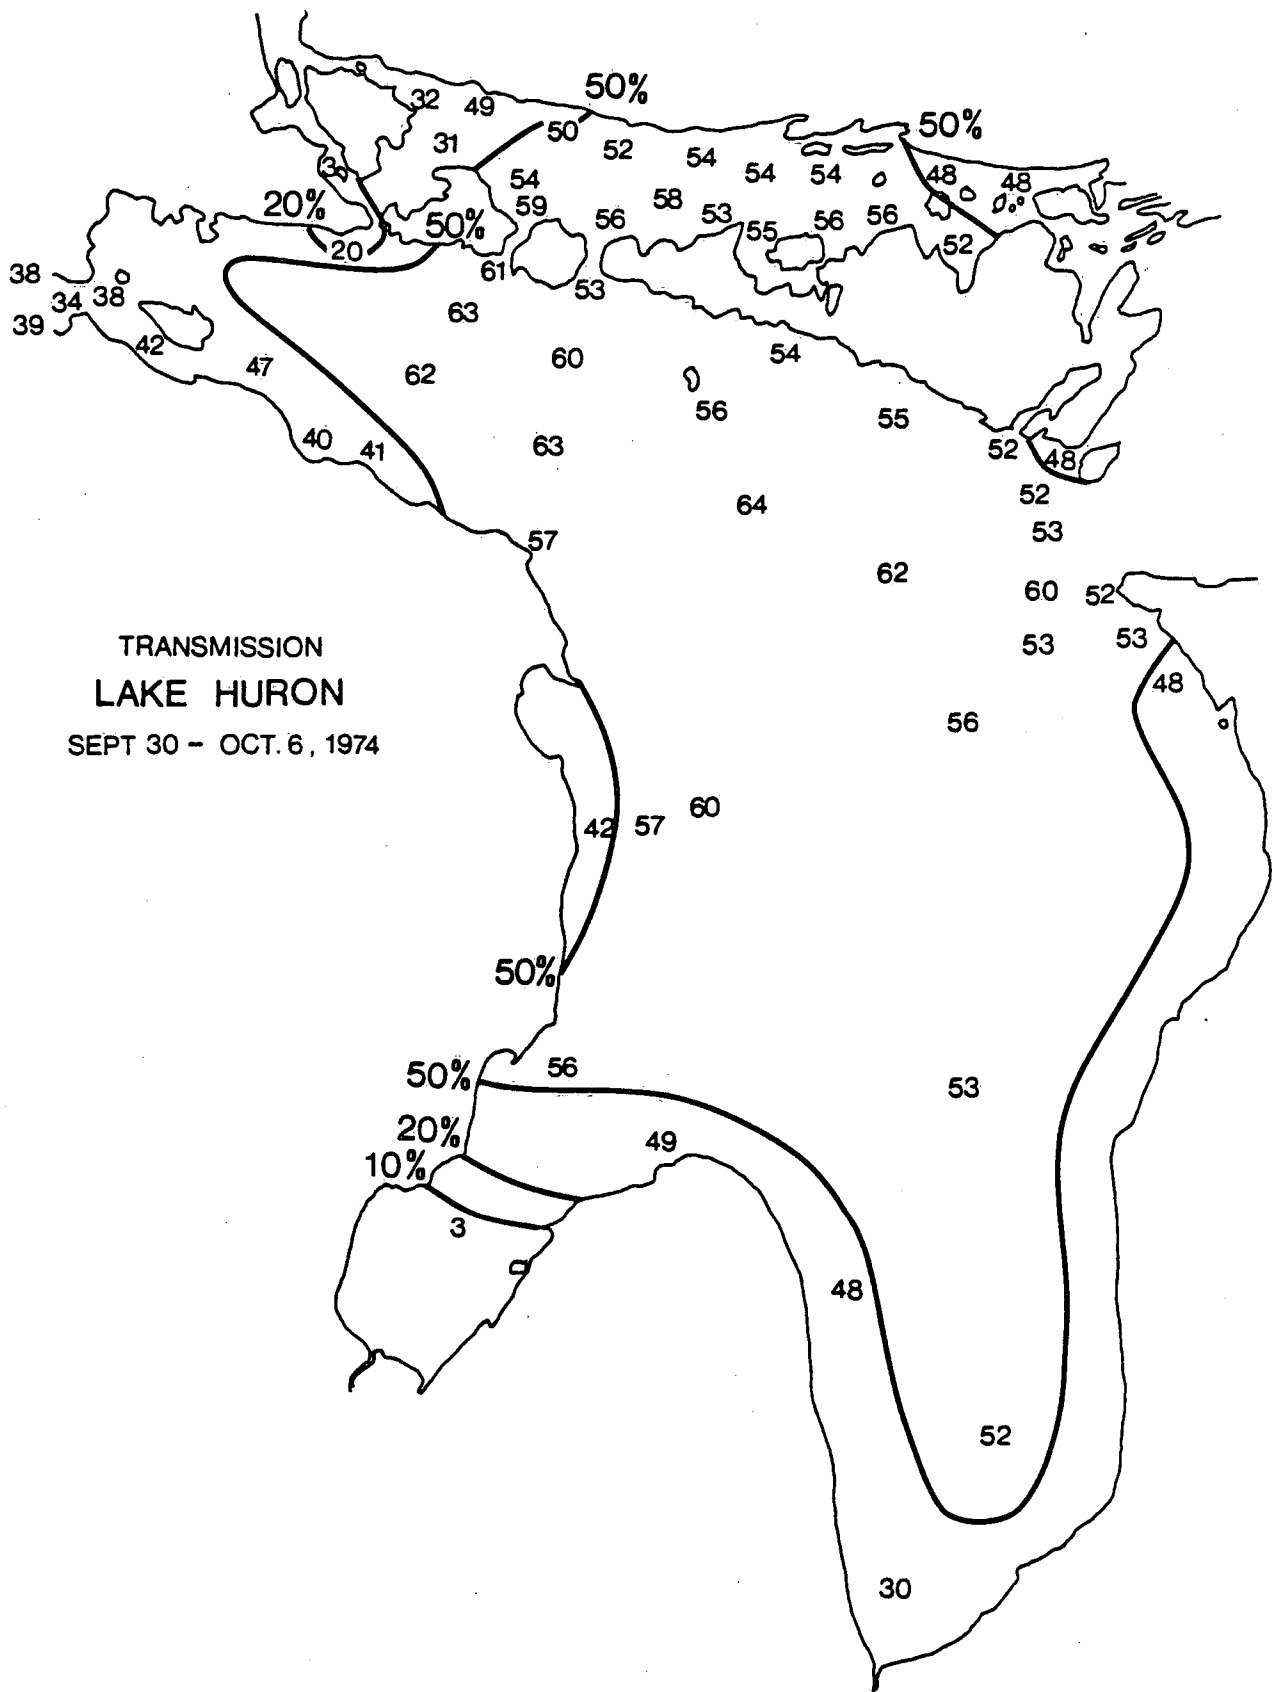 50%
32 49
50%
50
31 52 54 54 54
3 54 48 48
20% 59 58
50% 56 53 56 56
20 55 52
38 38 61 53
34 63
39
42 60 54
47 62
56 55
40 41 63 52 48
52
64
53
57
62 60 52
TRANSMISSION 53 53
LAKE HURON 48
SEPT 30 - OCT. 6, 1974 56
60
42 57
50%
56
50% 53
20% 49
10%
3
48
52
30